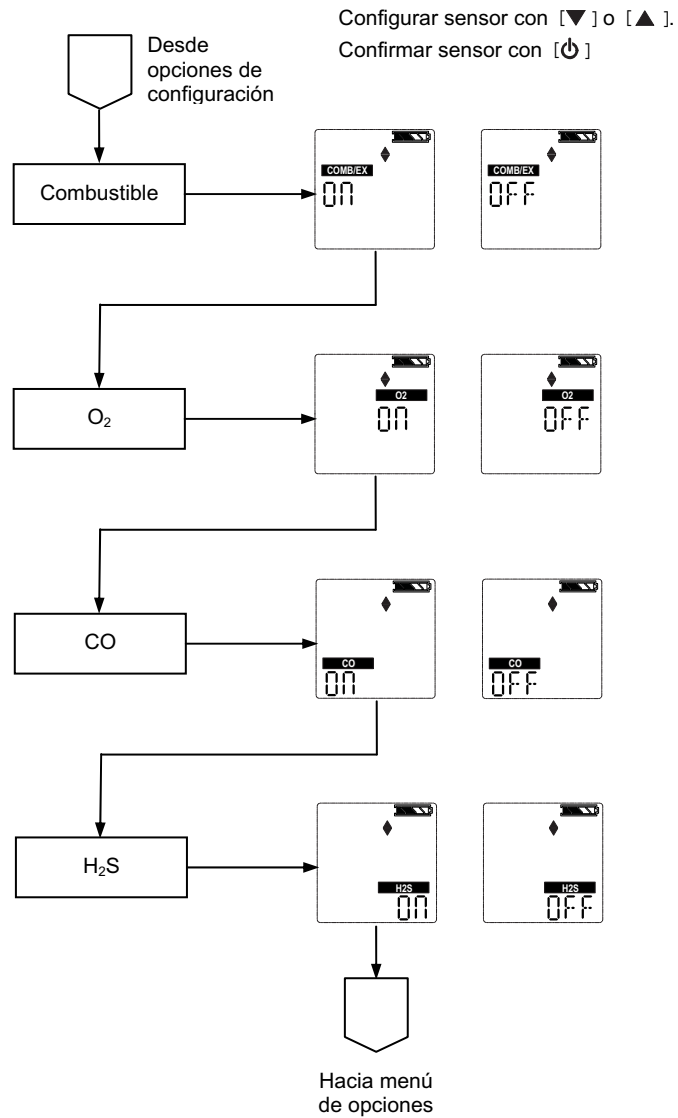 Configurar sensor con [▼] o [▲].
Confirmar sensor con [⏻]
Desde
opciones de
configuración
Combustible
COMB/EX
ON
COMB/EX
OFF
O₂
O2
ON
O2
OFF
CO
CO
ON
CO
OFF
H₂S
H2S
ON
H2S
OFF
Hacia menú
de opciones